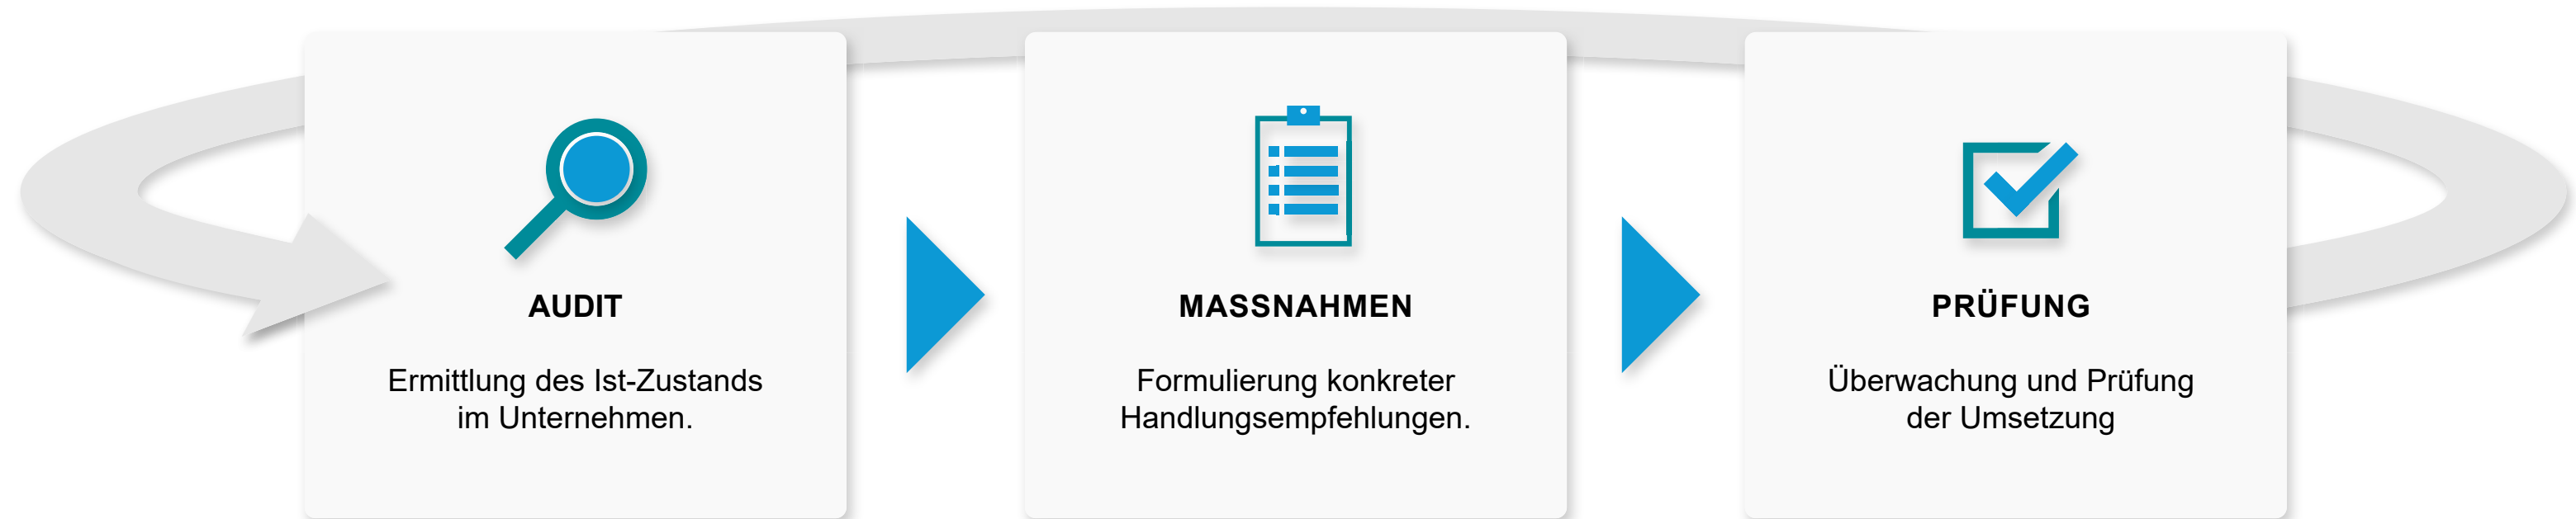 AUDIT
Ermittlung des Ist-Zustands
im Unternehmen.
MASSNAHMEN
Formulierung konkreter
Handlungsempfehlungen.
PRÜFUNG
Überwachung und Prüfung
der Umsetzung